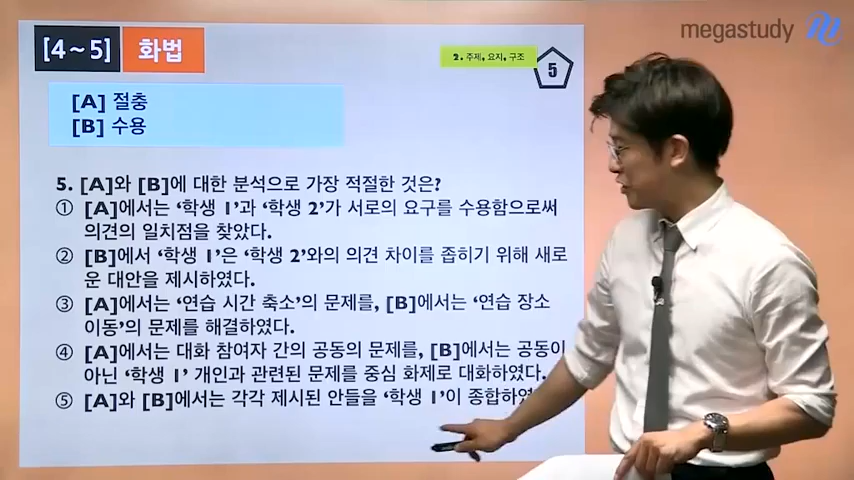 megastudy
[4~5] 화법
2. 주제, 요지, 구조
5
[A] 절충
[B] 수용
5. [A]와 [B]에 대한 분석으로 가장 적절한 것은?
① [A]에서는 ‘학생 1’과 ‘학생 2’가 서로의 요구를 수용함으로써
의견의 일치점을 찾았다.
② [B]에서 ‘학생 1’은 ‘학생 2’와의 의견 차이를 좁히기 위해 새로
운 대안을 제시하였다.
③ [A]에서는 ‘연습 시간 축소’의 문제를, [B]에서는 ‘연습 장소
이동’의 문제를 해결하였다.
④ [A]에서는 대화 참여자 간의 공동의 문제를, [B]에서는 공동이
아닌 ‘학생 1’ 개인과 관련된 문제를 중심 화제로 대화하였다.
⑤ [A]와 [B]에서는 각각 제시된 안들을 ‘학생 1’이 종합하였